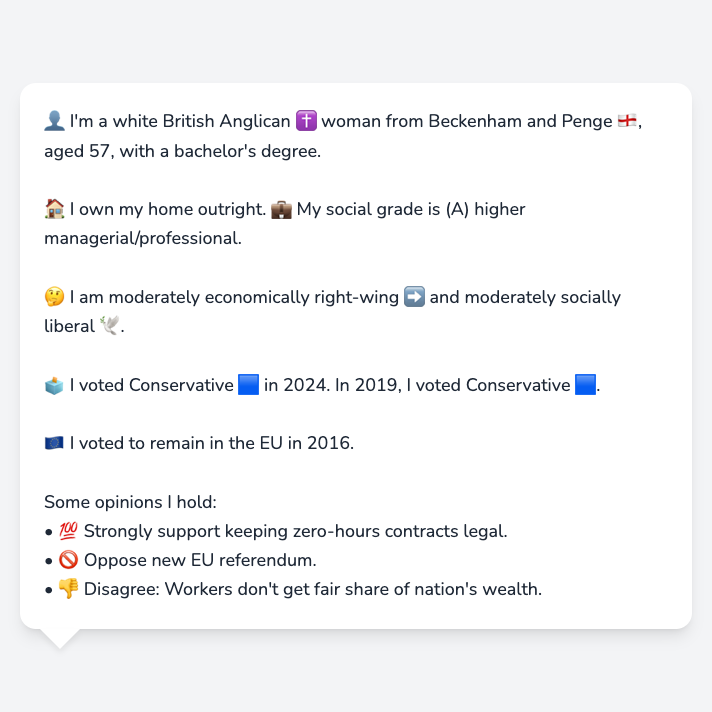 👤 I'm a white British Anglican ✝️ woman from Beckenham and Penge 🏴󠁧󠁢󠁥󠁮󠁧󠁿,
aged 57, with a bachelor's degree.
🏠 I own my home outright. 💼 My social grade is (A) higher
managerial/professional.
🤔 I am moderately economically right-wing ➡️ and moderately socially
liberal 🕊️.
🗳️ I voted Conservative 🟦 in 2024. In 2019, I voted Conservative 🟦.
🇪🇺 I voted to remain in the EU in 2016.
Some opinions I hold:
• 💯 Strongly support keeping zero-hours contracts legal.
• 🚫 Oppose new EU referendum.
• 👎 Disagree: Workers don't get fair share of nation's wealth.